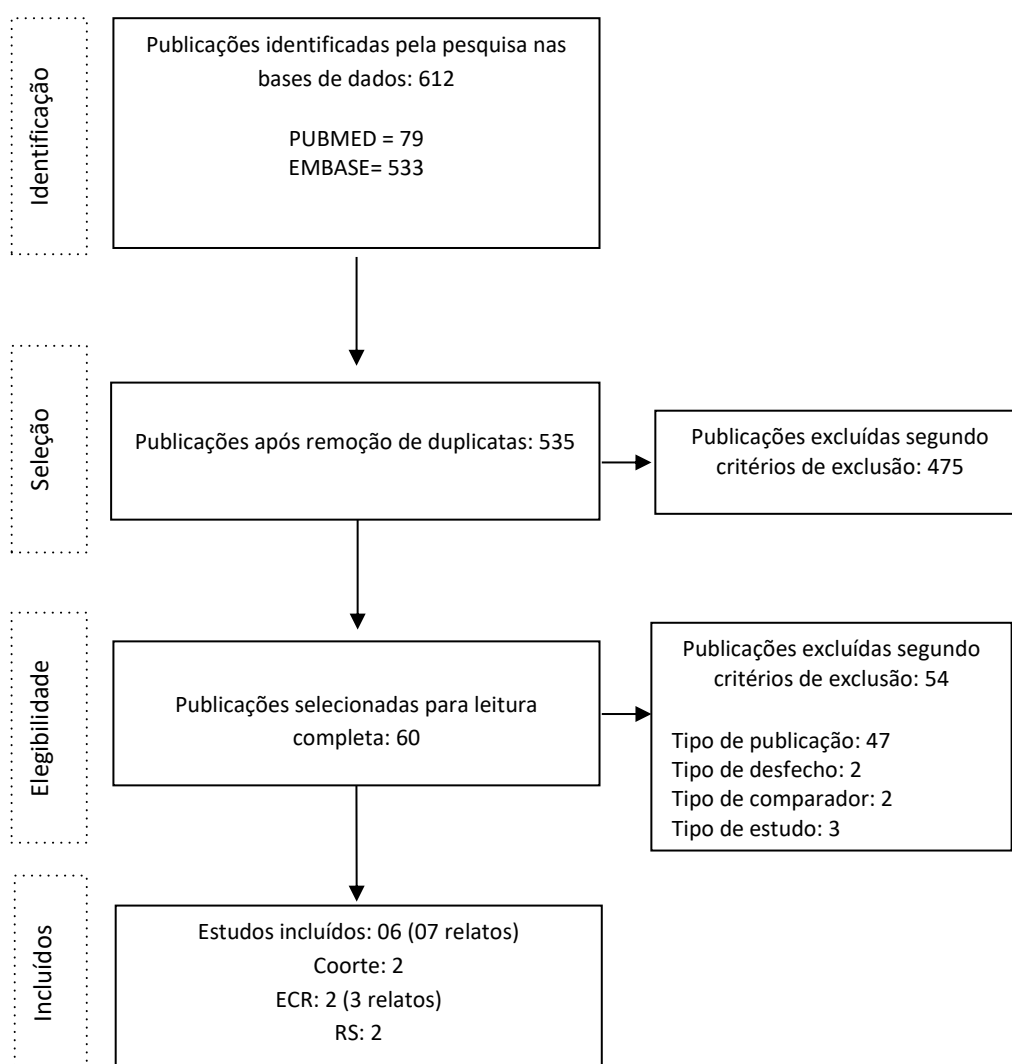 Identificação
Publicações identificadas pela pesquisa nas
bases de dados: 612
PUBMED = 79
EMBASE= 533
Seleção
Publicações após remoção de duplicatas: 535
Publicações excluídas segundo
critérios de exclusão: 475
Elegibilidade
Publicações selecionadas para leitura
completa: 60
Publicações excluídas segundo
critérios de exclusão: 54
Tipo de publicação: 47
Tipo de desfecho: 2
Tipo de comparador: 2
Tipo de estudo: 3
Incluídos
Estudos incluídos: 06 (07 relatos)
Coorte: 2
ECR: 2 (3 relatos)
RS: 2